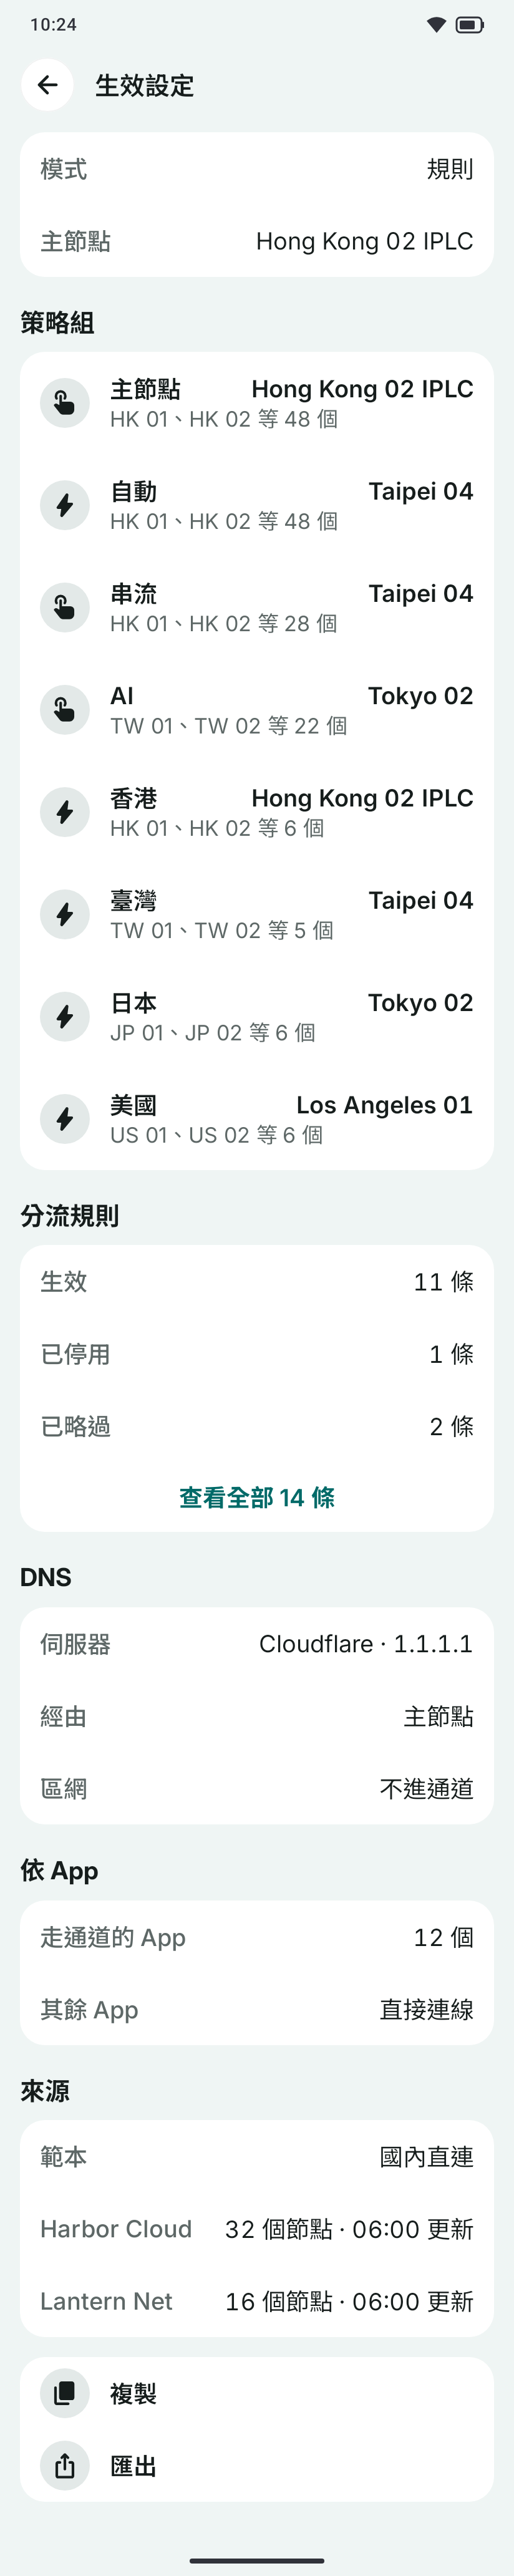 10:24
生效設定
模式 規則
主節點 Hong Kong 02 IPLC
策略組
主節點 Hong Kong 02 IPLC
HK 01、HK 02 等 48 個
自動 Taipei 04
HK 01、HK 02 等 48 個
串流 Taipei 04
HK 01、HK 02 等 28 個
AI Tokyo 02
TW 01、TW 02 等 22 個
香港 Hong Kong 02 IPLC
HK 01、HK 02 等 6 個
臺灣 Taipei 04
TW 01、TW 02 等 5 個
日本 Tokyo 02
JP 01、JP 02 等 6 個
美國 Los Angeles 01
US 01、US 02 等 6 個
分流規則
生效 11 條
已停用 1 條
已略過 2 條
查看全部 14 條
DNS
伺服器 Cloudflare · 1.1.1.1
經由 主節點
區網 不進通道
依 App
走通道的 App 12 個
其餘 App 直接連線
來源
範本 國內直連
Harbor Cloud 32 個節點 · 06:00 更新
Lantern Net 16 個節點 · 06:00 更新
複製
匯出